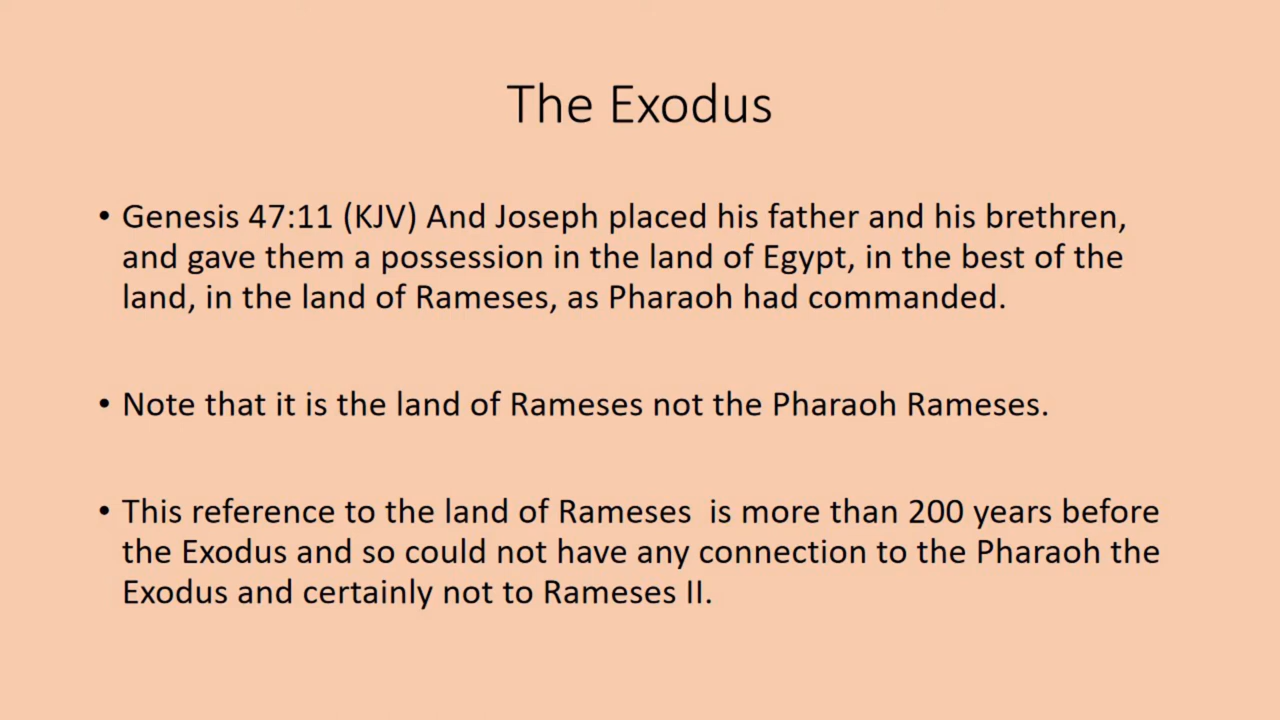 The Exodus
• Genesis 47:11 (KJV) And Joseph placed his father and his brethren,
and gave them a possession in the land of Egypt, in the best of the
land, in the land of Rameses, as Pharaoh had commanded.
• Note that it is the land of Rameses not the Pharaoh Rameses.
• This reference to the land of Rameses  is more than 200 years before
the Exodus and so could not have any connection to the Pharaoh the
Exodus and certainly not to Rameses II.